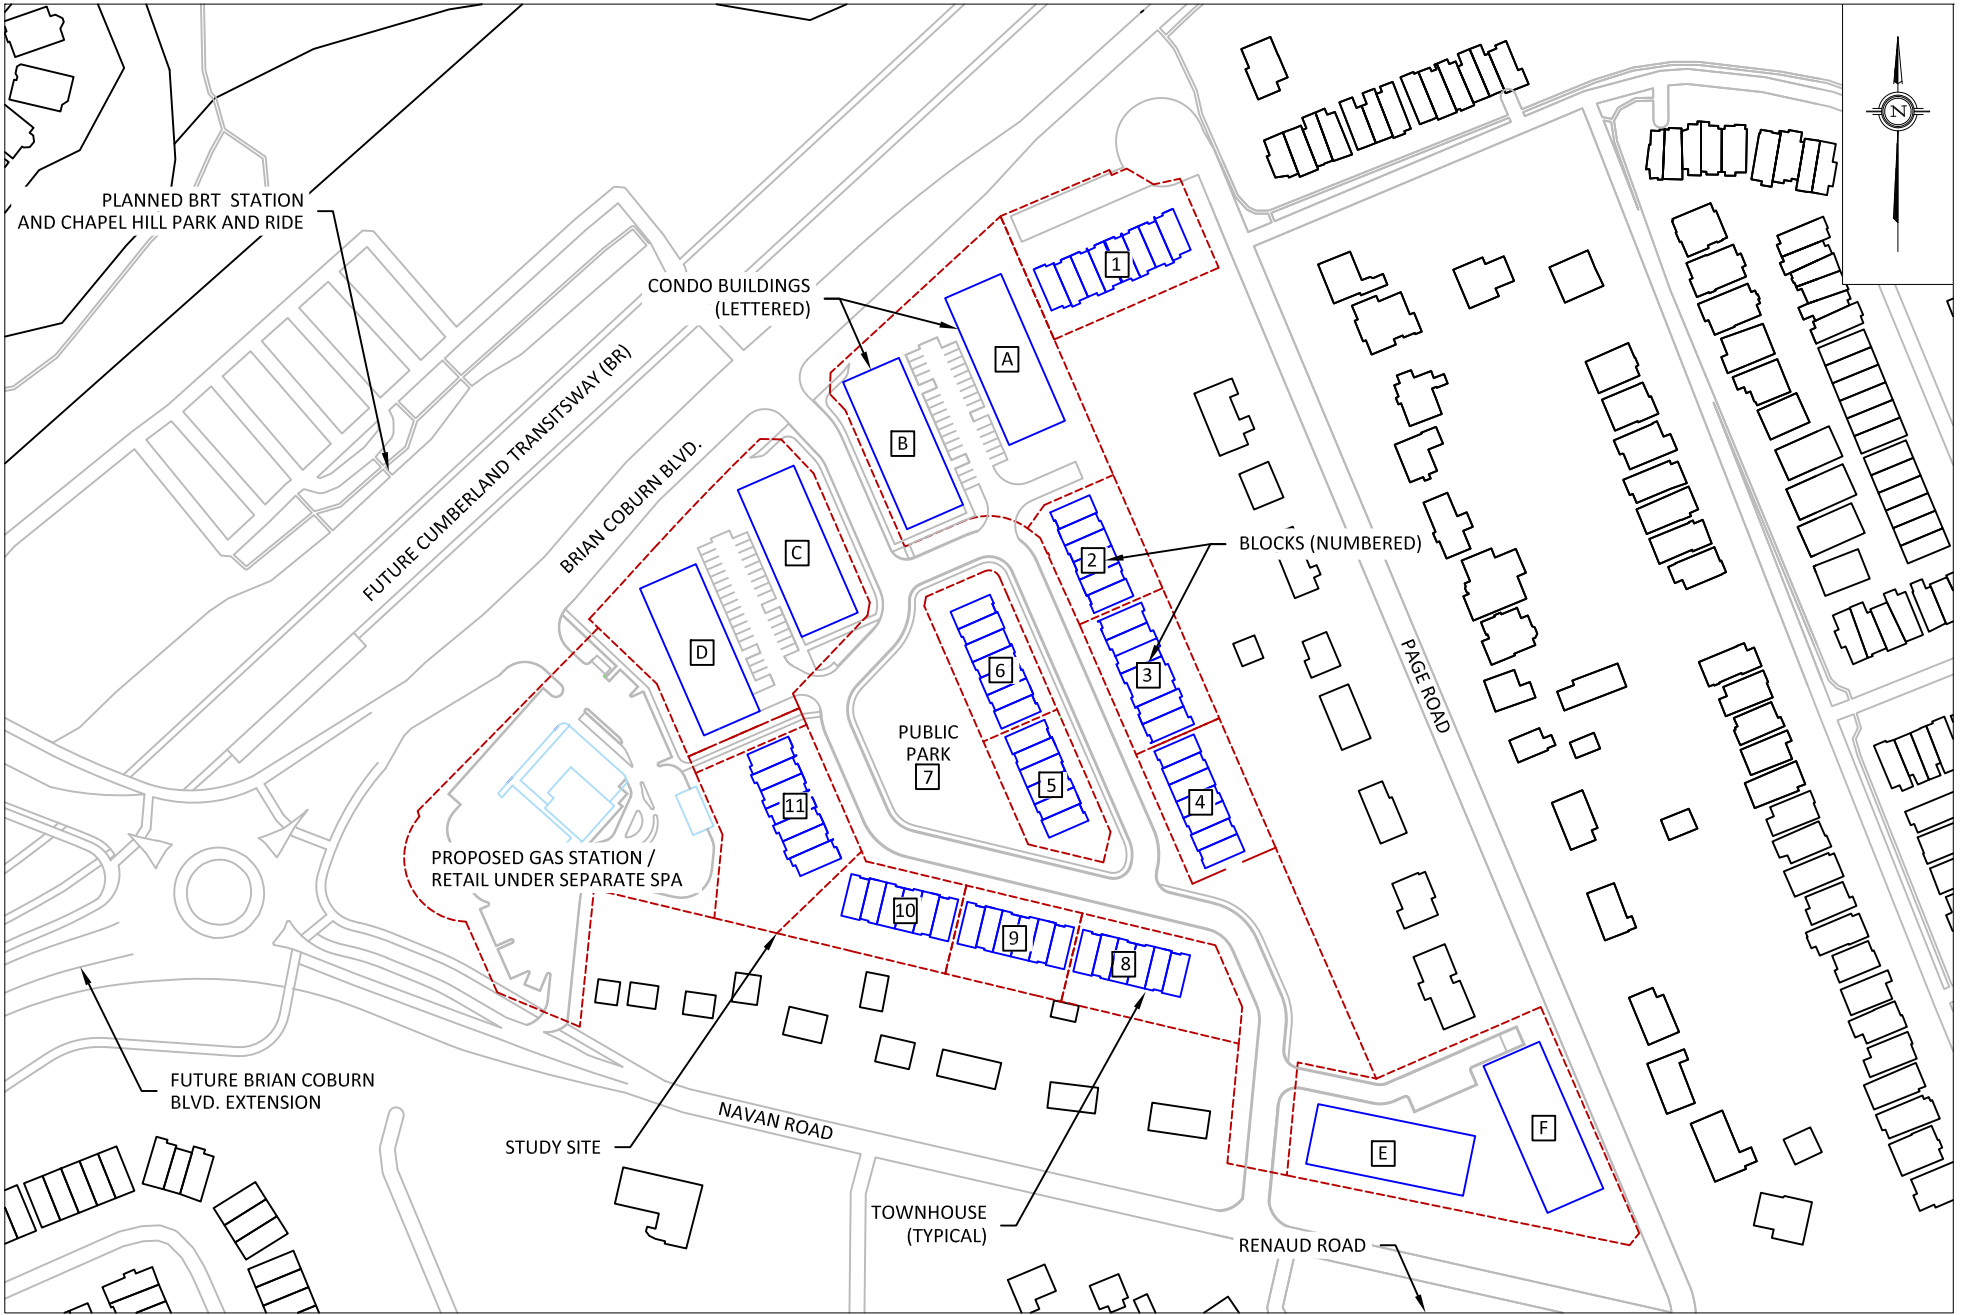 PLANNED BRT STATION
AND CHAPEL HILL PARK AND RIDE
N
CONDO BUILDINGS
(LETTERED)
1
A
B
FUTURE CUMBERLAND TRANSITSWAY (BR)
BRIAN COBURN BLVD.
C
D
2
BLOCKS (NUMBERED)
3
6
PAGE ROAD
PUBLIC
PARK
7
5
4
11
PROPOSED GAS STATION /
RETAIL UNDER SEPARATE SPA
10
9
8
FUTURE BRIAN COBURN
BLVD. EXTENSION
STUDY SITE
NAVAN ROAD
TOWNHOUSE
(TYPICAL)
E
F
RENAUD ROAD